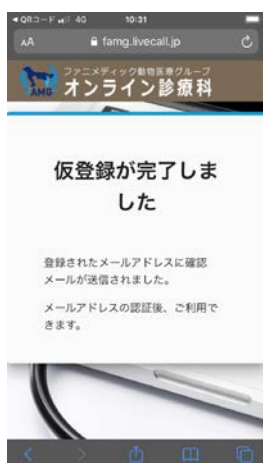 ◀QRコード 4G 10:31
AA famg.livecall.jp
ファニメディック動物医療グループ
AMG オンライン診療科
仮登録が完了しま
した
登録されたメールアドレスに確認
メールが送信されました。
メールアドレスの認証後、ご利用で
きます。